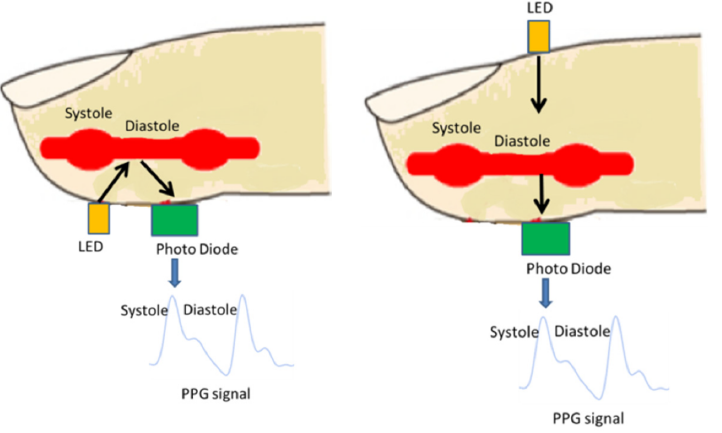 Systole
Diastole
LED
Photo Diode
Systole Diastole
PPG signal
LED
Systole
Diastole
Photo Diode
Systole Diastole
PPG signal